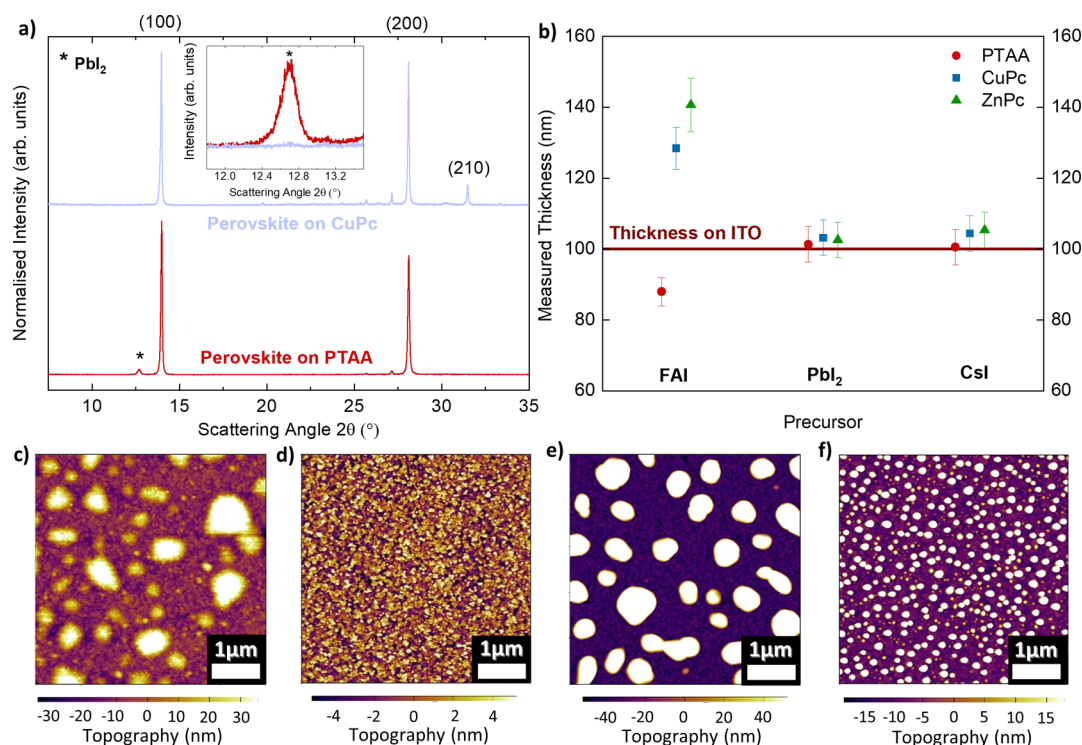 a)
(100)
(200)
* PbI₂
*
(210)
Intensity (arb. units)
12.0 12.4 12.8 13.2
Scattering Angle 2θ (°)
Perovskite on CuPc
*
Perovskite on PTAA
Normalised Intensity (arb. units)
10 15 20 25 30 35
Scattering Angle 2θ (°)
b)
160 160
140 140
120 120
100 100
80 80
60 60
PTAA
CuPc
ZnPc
Thickness on ITO
FAI PbI₂ CsI
Measured Thickness (nm)
Precursor
c)
1µm
-30 -20 -10 0 10 20 30
Topography (nm)
d)
1µm
-4 -2 0 2 4
Topography (nm)
e)
1µm
-40 -20 0 20 40
Topography (nm)
f)
1µm
-15 -10 -5 0 5 10 15
Topography (nm)